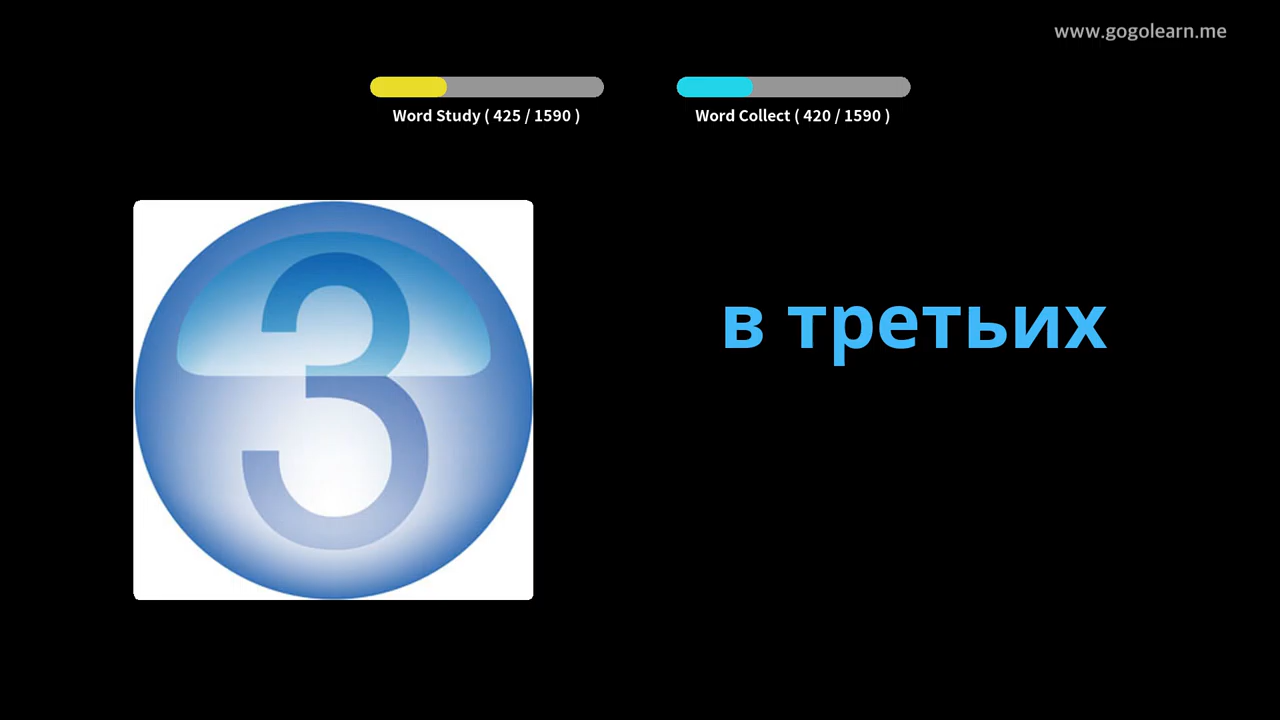 www.gogolearn.me
Word Study ( 425 / 1590 )
Word Collect ( 420 / 1590 )
3
в третьих